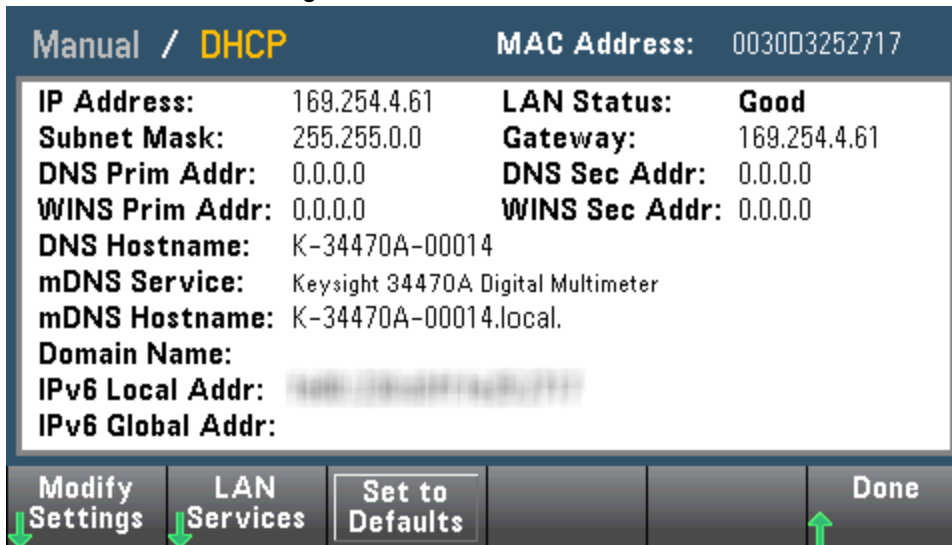 Manual / DHCP MAC Address: 0030D3252717
IP Address: 169.254.4.61 LAN Status: Good
Subnet Mask: 255.255.0.0 Gateway: 169.254.4.61
DNS Prim Addr: 0.0.0.0 DNS Sec Addr: 0.0.0.0
WINS Prim Addr: 0.0.0.0 WINS Sec Addr: 0.0.0.0
DNS Hostname: K-34470A-00014
mDNS Service: Keysight 34470A Digital Multimeter
mDNS Hostname: K-34470A-00014.local.
Domain Name:
IPv6 Local Addr:
IPv6 Global Addr:
Modify LAN Set to Done
Settings Services Defaults